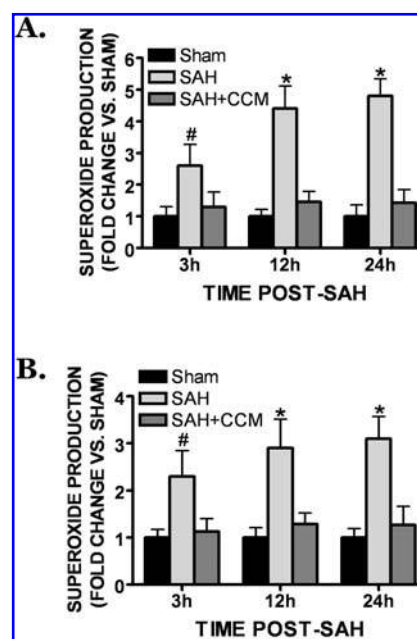 A.
Sham
SAH
SAH+CCM
SUPEROXIDE PRODUCTION
(FOLD CHANGE VS. SHAM)
6
5
4
3
2
1
0
#
*
*
3h 12h 24h
TIME POST-SAH
B.
Sham
SAH
SAH+CCM
SUPEROXIDE PRODUCTION
(FOLD CHANGE VS. SHAM)
4
3
2
1
0
#
*
*
3h 12h 24h
TIME POST-SAH